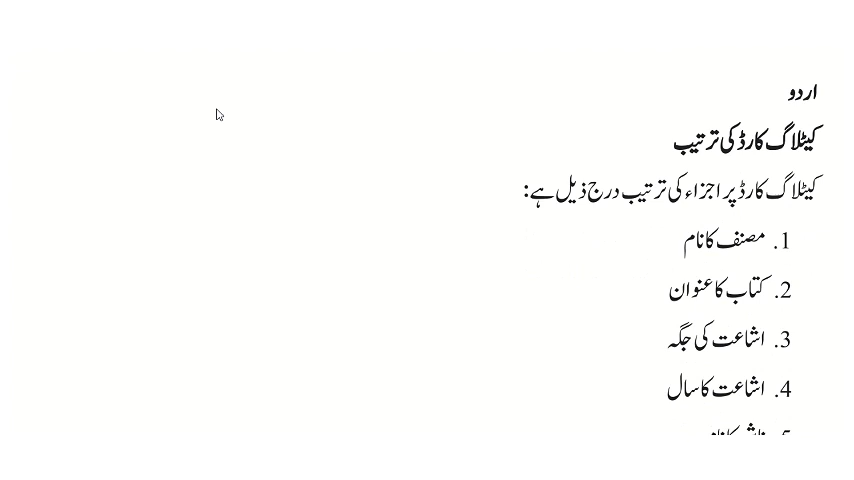 اردو
کیٹلاگ کارڈ کی ترتیب
کیٹلاگ کارڈ پر اجزاء کی ترتیب درج ذیل ہے:
1. مصنف کا نام
2. کتاب کا عنوان
3. اشاعت کی جگہ
4. اشاعت کا سال